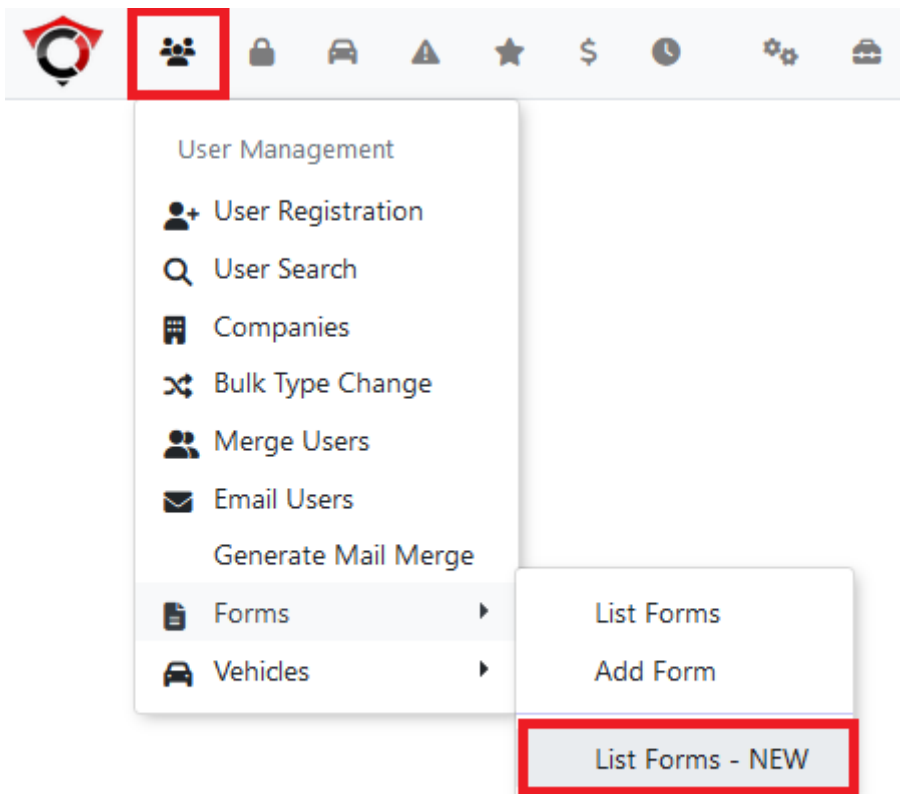 $
User Management
User Registration
User Search
Companies
Bulk Type Change
Merge Users
Email Users
Generate Mail Merge
Forms
List Forms
Vehicles
Add Form
List Forms - NEW